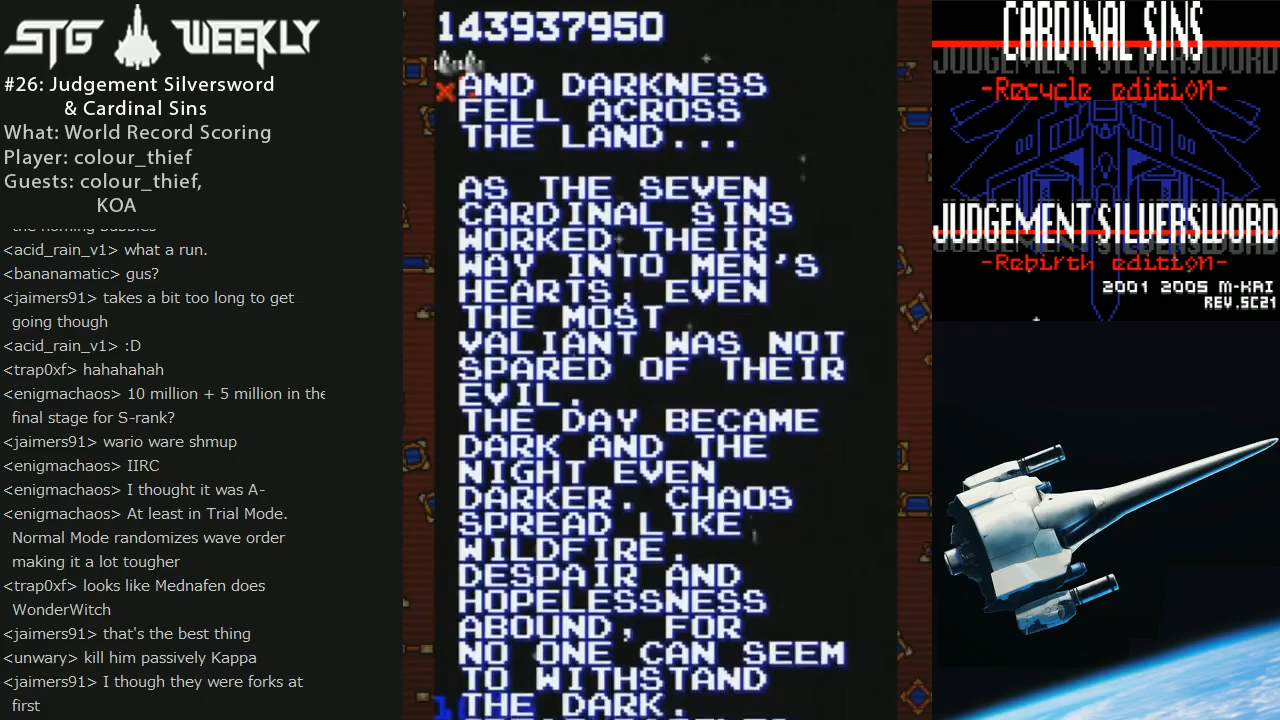 STG WEEKLY
#26: Judgement Silversword
& Cardinal Sins
What: World Record Scoring
Player: colour_thief
Guests: colour_thief,
KOA
the homing bubbles
<acid_rain_v1> what a run.
<bananamatic> gus?
<jaimers91> takes a bit too long to get
going though
<acid_rain_v1> :D
<trap0xf> hahahahah
<enigmachaos> 10 million + 5 million in the
final stage for S-rank?
<jaimers91> wario ware shmup
<enigmachaos> IIRC
<enigmachaos> I thought it was A-
<enigmachaos> At least in Trial Mode.
Normal Mode randomizes wave order
making it a lot tougher
<trap0xf> looks like Mednafen does
WonderWitch
<jaimers91> that's the best thing
<unwary> kill him passively Kappa
<jaimers91> I though they were forks at
first
143937950
AND DARKNESS
FELL ACROSS
THE LAND...
AS THE SEVEN
CARDINAL SINS
WORKED THEIR
WAY INTO MEN'S
HEARTS, EVEN
THE MOST
VALIANT WAS NOT
SPARED OF THEIR
EVIL.
THE DAY BECAME
DARK AND THE
NIGHT EVEN
DARKER. CHAOS
SPREAD LIKE
WILDFIRE.
DESPAIR AND
HOPELESSNESS
ABOUND, FOR
NO ONE CAN SEEM
TO WITHSTAND
THE DARK.
CARDINAL SINS
JUDGEMENT SILVERSWORD
-Recycle edition-
JUDGEMENT SILVERSWORD
-Rebirth edition-
2001 2005 M-KAI
REV.5C21